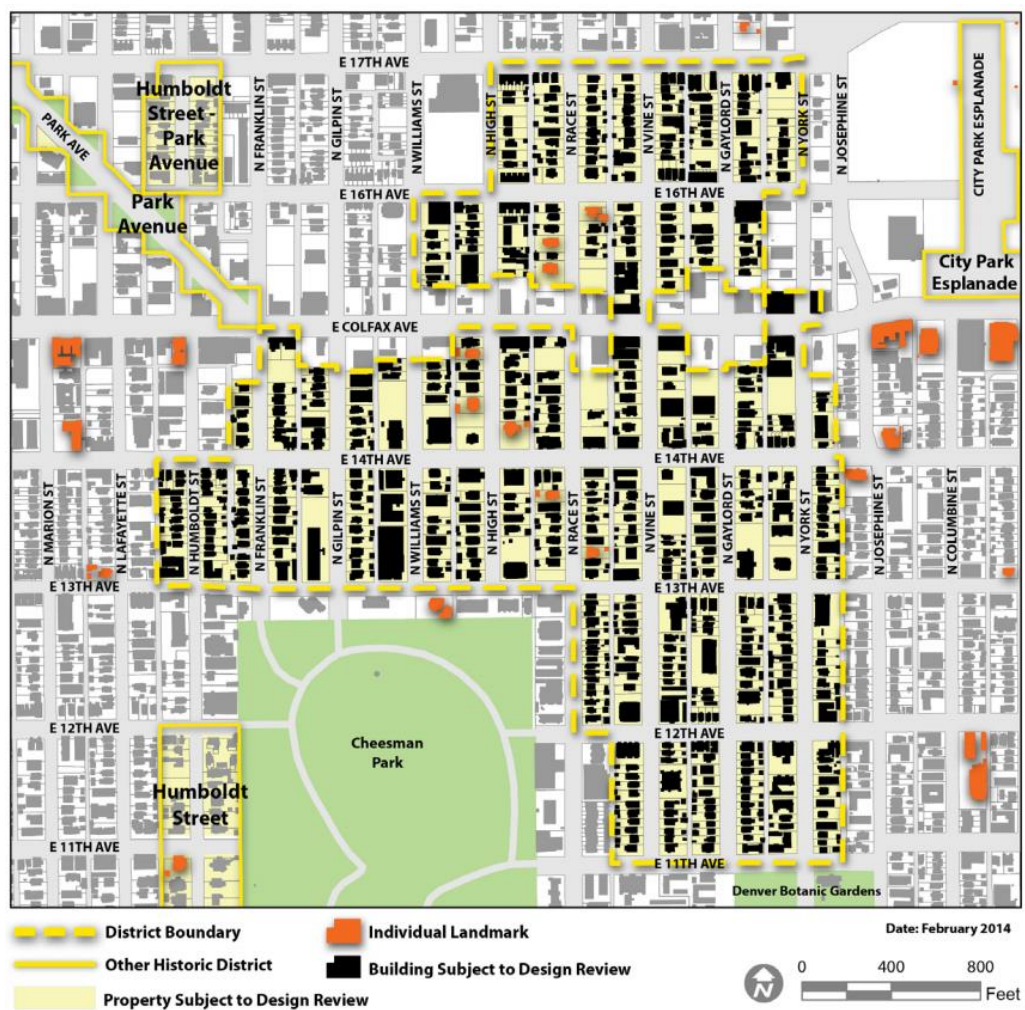 E 17TH AVE
Humboldt
Street -
Park
Avenue
PARK AVE
N FRANKLIN ST
N GILPIN ST
N WILLIAMS ST
N HIGH ST
N RACE ST
N VINE ST
N GAYLORD ST
N YORK ST
N JOSEPHINE ST
CITY PARK ESPLANADE
E 16TH AVE
E 16TH AVE
Park
Avenue
City Park
Esplanade
E COLFAX AVE
E 14TH AVE
E 14TH AVE
N MARION ST
N LAFAYETTE ST
N HUMBOLDT ST
N FRANKLIN ST
N GILPIN ST
N WILLIAMS ST
N HIGH ST
N RACE ST
N VINE ST
N GAYLORD ST
N YORK ST
N JOSEPHINE ST
N COLUMBINE ST
E 13TH AVE
E 13TH AVE
E 12TH AVE
E 12TH AVE
Cheesman
Park
Humboldt
Street
E 11TH AVE
E 11TH AVE
Denver Botanic Gardens
District Boundary
Individual Landmark
Date: February 2014
Other Historic District
Building Subject to Design Review
Property Subject to Design Review
N
0 400 800
Feet